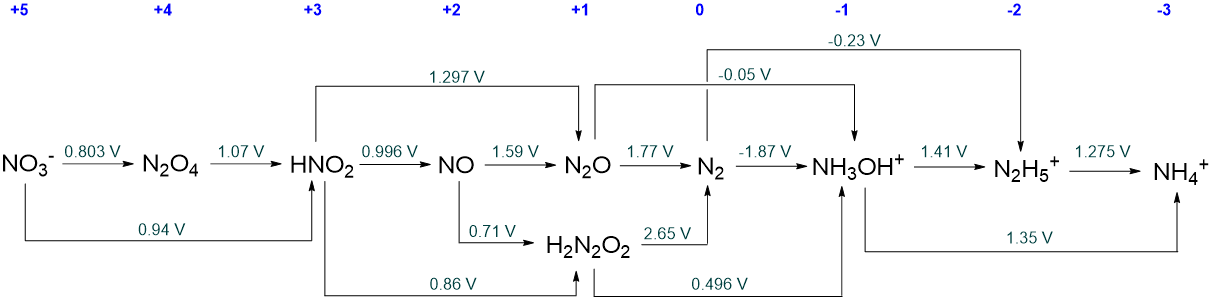 +5 +4 +3 +2 +1 0 -1 -2 -3
-0.23 V
1.297 V -0.05 V
0.803 V 1.07 V 0.996 V 1.59 V 1.77 V -1.87 V 1.41 V 1.275 V
NO₃⁻ N₂O₄ HNO₂ NO N₂O N₂ NH₃OH⁺ N₂H₅⁺ NH₄⁺
0.94 V 0.71 V H₂N₂O₂ 2.65 V 1.35 V
0.86 V 0.496 V